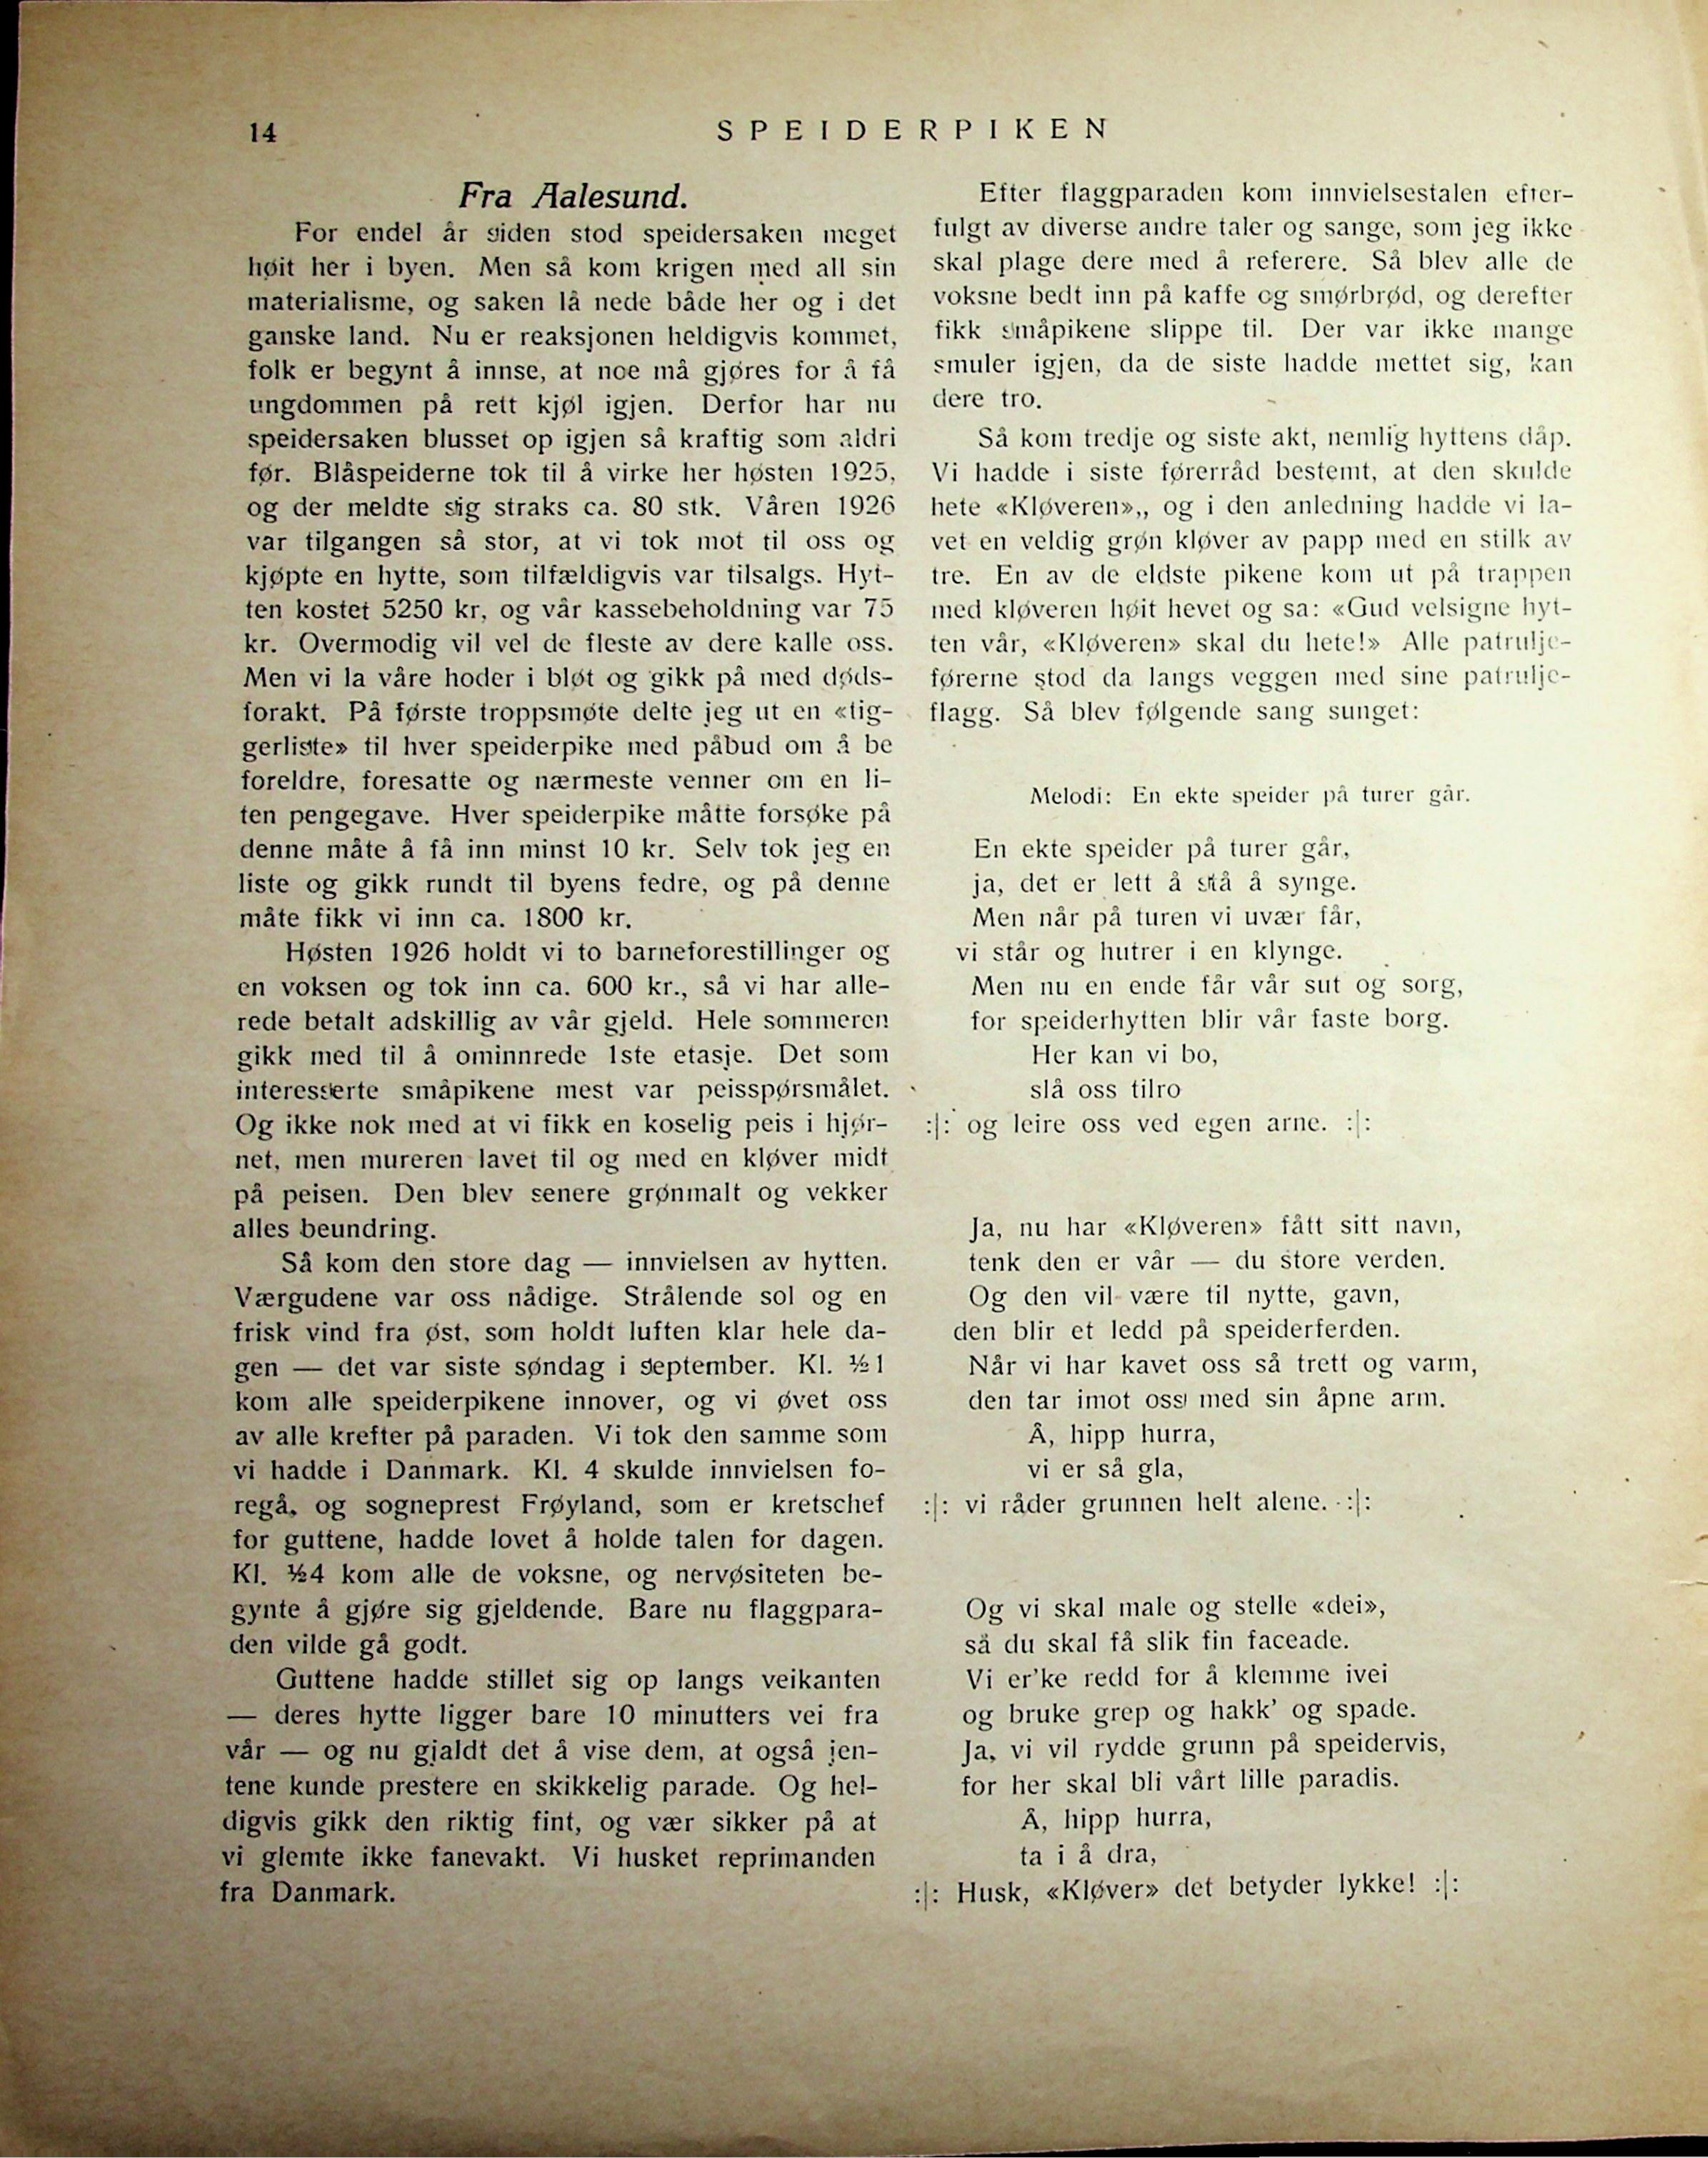 14
SPEIDERPIKEN
Fra Aalesund.
For endel år siden stod speidersaken meget
høit her i byen. Men så kom krigen med all sin
materialisme, og saken lå nede både her og i det
ganske land. Nu er reaksjonen heldigvis kommet,
folk er begynt å innse, at noe må gjøres for å få
ungdommen på rett kjøl igjen. Derfor har nu
speidersaken blusset op igjen så kraftig som aldri
før. Blåspeiderne tok til å virke her høsten 1925,
og der meldte sig straks ca. 80 stk. Våren 1926
var tilgangen så stor, at vi tok mot til oss og
kjøpte en hytte, som tilfældigvis var tilsalgs. Hyt-
ten kostet 5250 kr, og vår kassebeholdning var 75
kr. Overmodig vil vel de fleste av dere kalle oss.
Men vi la våre hoder i bløt og gikk på med døds-
forakt. På første troppsmøte delte jeg ut en «tig-
gerliste» til hver speiderpike med påbud om å be
foreldre, foresatte og nærmeste venner om en li-
ten pengegave. Hver speiderpike måtte forsøke på
denne måte å få inn minst 10 kr. Selv tok jeg en
liste og gikk rundt til byens fedre, og på denne
måte fikk vi inn ca. 1800 kr.
Høsten 1926 holdt vi to barneforestillinger og
en voksen og tok inn ca. 600 kr., så vi har alle-
rede betalt adskillig av vår gjeld. Hele sommeren
gikk med til å ominnrede 1ste etasje. Det som
interesserte småpikene mest var peisspørsmålet.
Og ikke nok med at vi fikk en koselig peis i hjør-
net, men mureren lavet til og med en kløver midt
på peisen. Den blev senere grønmalt og vekker
alles beundring.
Så kom den store dag — innvielsen av hytten.
Værgudene var oss nådige. Strålende sol og en
frisk vind fra øst, som holdt luften klar hele da-
gen — det var siste søndag i september. Kl. ½1
kom alle speiderpikene innover, og vi øvet oss
av alle krefter på paraden. Vi tok den samme som
vi hadde i Danmark. Kl. 4 skulde innvielsen fo-
regå, og sogneprest Frøyland, som er kretschef
for guttene, hadde lovet å holde talen for dagen.
Kl. ½4 kom alle de voksne, og nervøsiteten be-
gynte å gjøre sig gjeldende. Bare nu flaggpara-
den vilde gå godt.
Guttene hadde stillet sig op langs veikanten
— deres hytte ligger bare 10 minutters vei fra
vår — og nu gjaldt det å vise dem, at også jen-
tene kunde prestere en skikkelig parade. Og hel-
digvis gikk den riktig fint, og vær sikker på at
vi glemte ikke fanevakt. Vi husket reprimanden
fra Danmark.
Efter flaggparaden kom innvielsestalen efter-
fulgt av diverse andre taler og sange, som jeg ikke
skal plage dere med å referere. Så blev alle de
voksne bedt inn på kaffe og smørbrød, og derefter
fikk småpikene slippe til. Der var ikke mange
smuler igjen, da de siste hadde mettet sig, kan
dere tro.
Så kom tredje og siste akt, nemlig hyttens dåp.
Vi hadde i siste førerråd bestemt, at den skulde
hete «Kløveren»,, og i den anledning hadde vi la-
vet en veldig grøn kløver av papp med en stilk av
tre. En av de eldste pikene kom ut på trappen
med kløveren høit hevet og sa: «Gud velsigne hyt-
ten vår, «Kløveren» skal du hete!» Alle patrulje-
førerne stod da langs veggen med sine patrulje-
flagg. Så blev følgende sang sunget:
Melodi: En ekte speider på turer går.
En ekte speider på turer går,
ja, det er lett å stå å synge.
Men når på turen vi uvær får,
vi står og hutrer i en klynge.
Men nu en ende får vår sut og sorg,
for speiderhytten blir vår faste borg.
Her kan vi bo,
slå oss tilro
:|: og leire oss ved egen arne. :|:
Ja, nu har «Kløveren» fått sitt navn,
tenk den er vår — du store verden.
Og den vil være til nytte, gavn,
den blir et ledd på speiderferden.
Når vi har kavet oss så trett og varm,
den tar imot oss med sin åpne arm.
Å, hipp hurra,
vi er så gla,
:|: vi råder grunnen helt alene. :|:
Og vi skal male og stelle «dei»,
så du skal få slik fin faceade.
Vi er'ke redd for å klemme ivei
og bruke grep og hakk' og spade.
Ja, vi vil rydde grunn på speidervis,
for her skal bli vårt lille paradis.
Å, hipp hurra,
ta i å dra,
:|: Husk, «Kløver» det betyder lykke! :|: